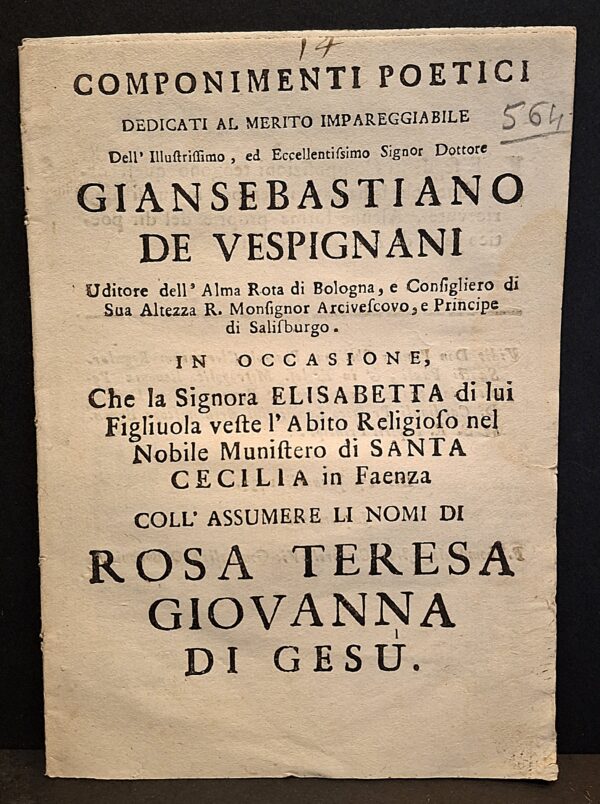 14
COMPONIMENTI POETICI
DEDICATI AL MERITO IMPAREGGIABILE
564
Dell' Illuſtriſſimo, ed Eccellentiſſimo Signor Dottore
GIANSEBASTIANO
DE VESPIGNANI
Uditore dell' Alma Rota di Bologna, e Conſigliero di
Sua Altezza R. Monſignor Arciveſcovo, e Principe
di Saliſburgo.
IN OCCASIONE,
Che la Signora ELISABETTA di lui
Figliuola veſte l'Abito Religioſo nel
Nobile Muniſtero di SANTA
CECILIA in Faenza
COLL' ASSUMERE LI NOMI DI
ROSA TERESA
GIOVANNA
DI GESÙ.